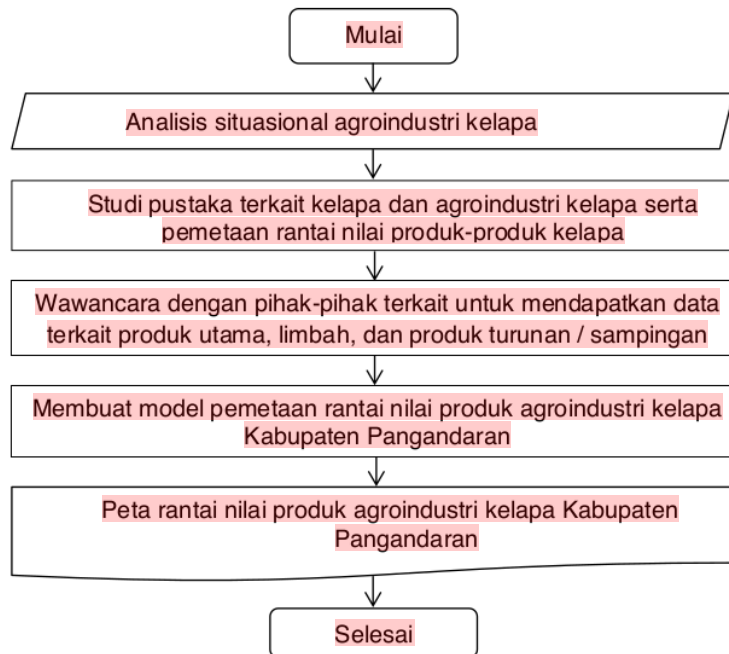 Mulai
Analisis situasional agroindustri kelapa
Studi pustaka terkait kelapa dan agroindustri kelapa serta
pemetaan rantai nilai produk-produk kelapa
Wawancara dengan pihak-pihak terkait untuk mendapatkan data
terkait produk utama, limbah, dan produk turunan / sampingan
Membuat model pemetaan rantai nilai produk agroindustri kelapa
Kabupaten Pangandaran
Peta rantai nilai produk agroindustri kelapa Kabupaten
Pangandaran
Selesai